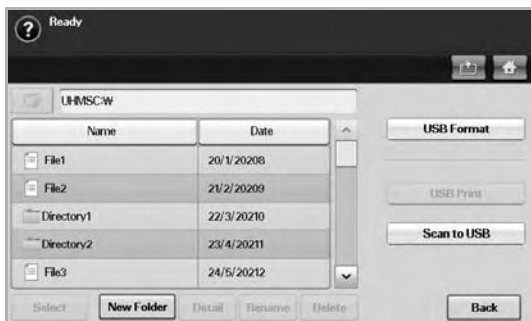 ?
Ready
UHMSC:₩
Name Date
File1 20/1/20208
File2 21/2/20209
Directory1 22/3/20210
Directory2 23/4/20211
File3 24/5/20212
USB Format
USB Print
Scan to USB
Select New Folder Detail Rename Delete Back